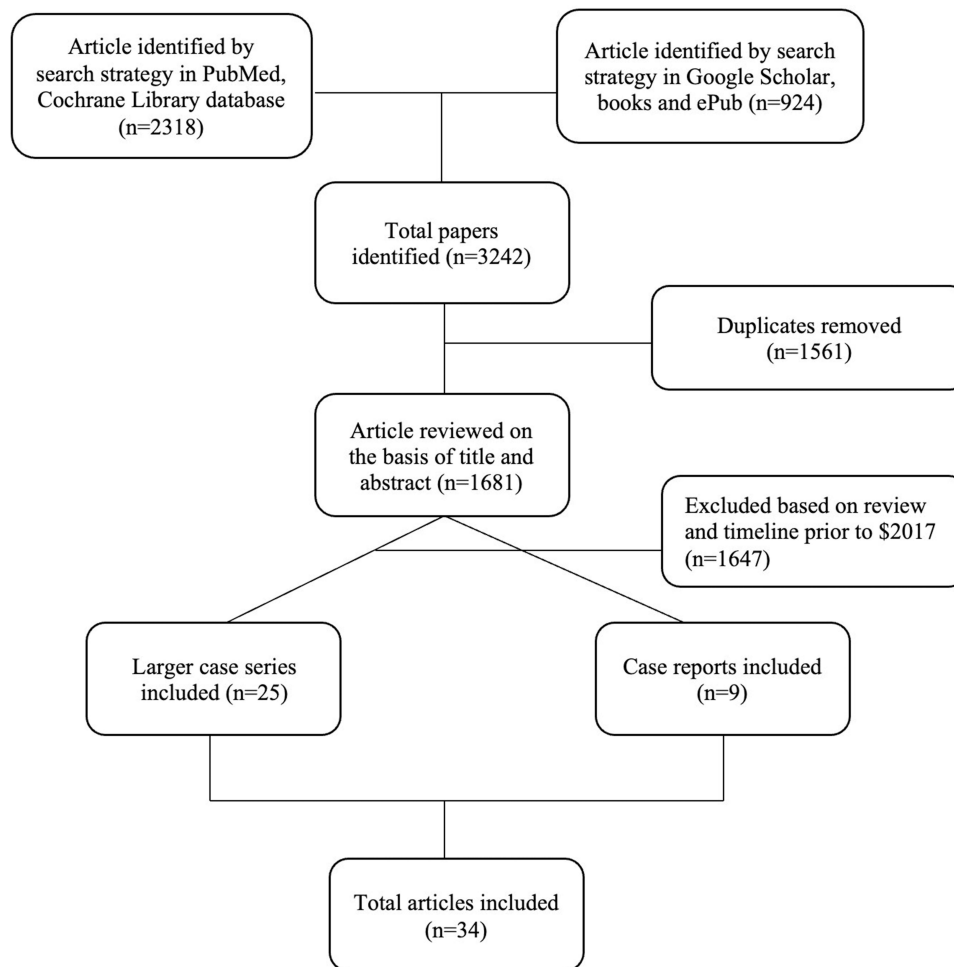 Article identified by
search strategy in PubMed,
Cochrane Library database
(n=2318)
Article identified by search
strategy in Google Scholar,
books and ePub (n=924)
Total papers
identified (n=3242)
Duplicates removed
(n=1561)
Article reviewed on
the basis of title and
abstract (n=1681)
Excluded based on review
and timeline prior to $2017
(n=1647)
Larger case series
included (n=25)
Case reports included
(n=9)
Total articles included
(n=34)